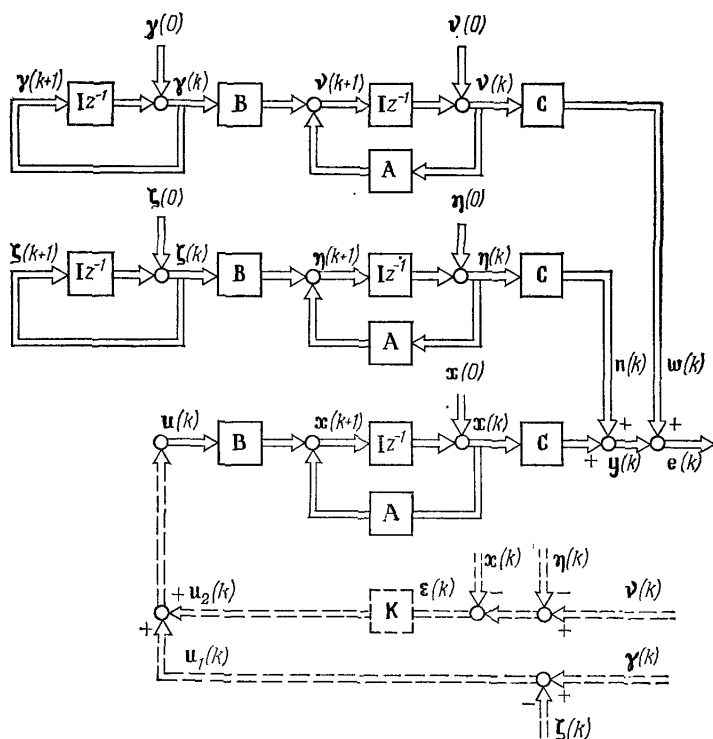 γ(0) ν(0)
γ(k+1) Iz⁻¹ γ(k) B ν(k+1) Iz⁻¹ ν(k) C
A
ζ(0) η(0)
ζ(k+1) Iz⁻¹ ζ(k) B η(k+1) Iz⁻¹ η(k) C
A
x(0) n(k) w(k)
u(k) B x(k+1) Iz⁻¹ x(k) C + + + y(k) e(k)
A
x(k) η(k)
+ u₂(k) K ε(k) − − + ν(k)
+ u₁(k) γ(k)
− +
ζ(k)